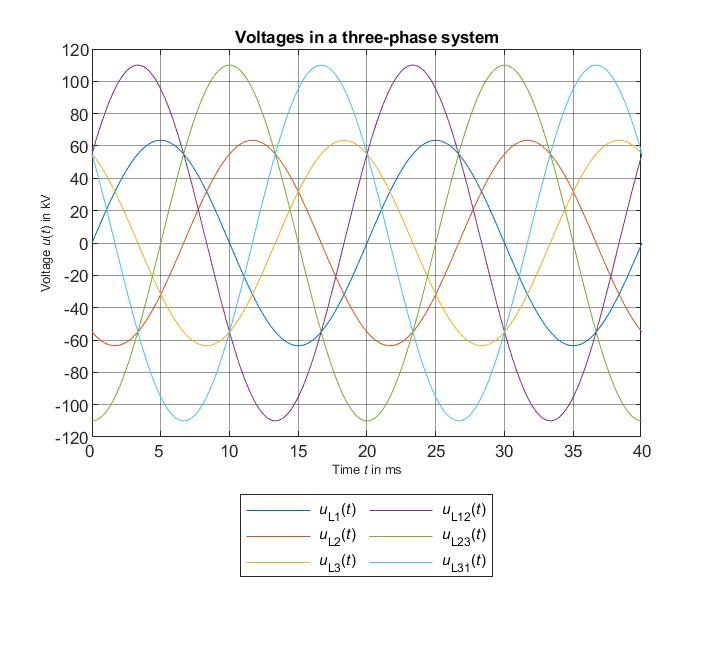 Voltages in a three-phase system
120
100
80
60
40
20
0
-20
-40
-60
-80
-100
-120
Voltage u(t) in kV
0 5 10 15 20 25 30 35 40
Time t in ms
uL1(t) uL12(t)
uL2(t) uL23(t)
uL3(t) uL31(t)